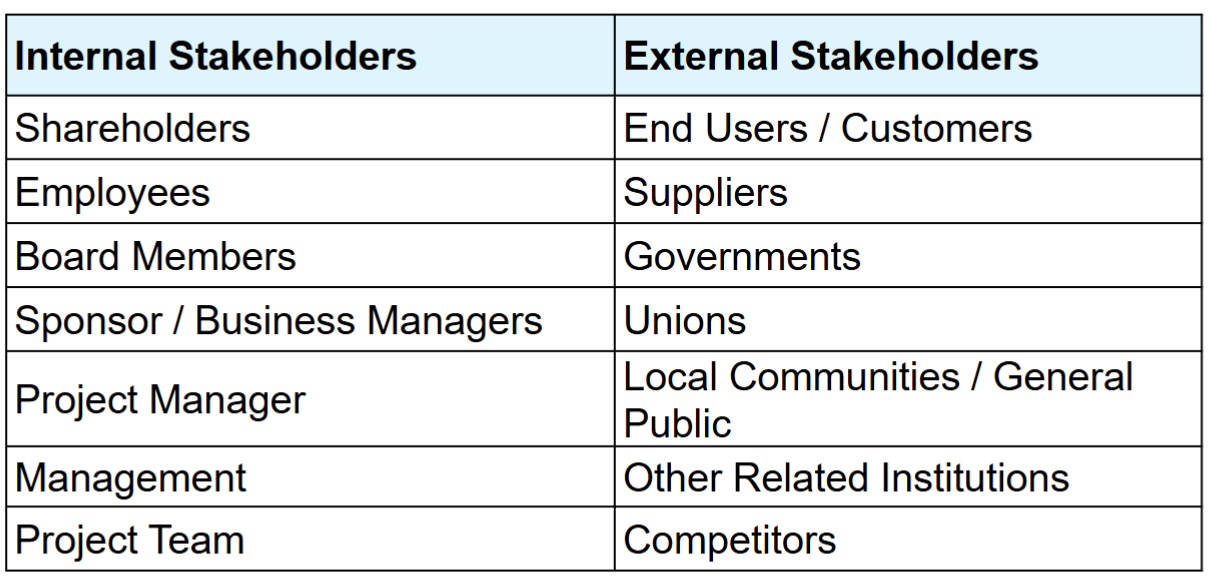 Internal Stakeholders
External Stakeholders
Shareholders
End Users / Customers
Employees
Suppliers
Board Members
Governments
Sponsor / Business Managers
Unions
Project Manager
Local Communities / General
Public
Management
Other Related Institutions
Project Team
Competitors